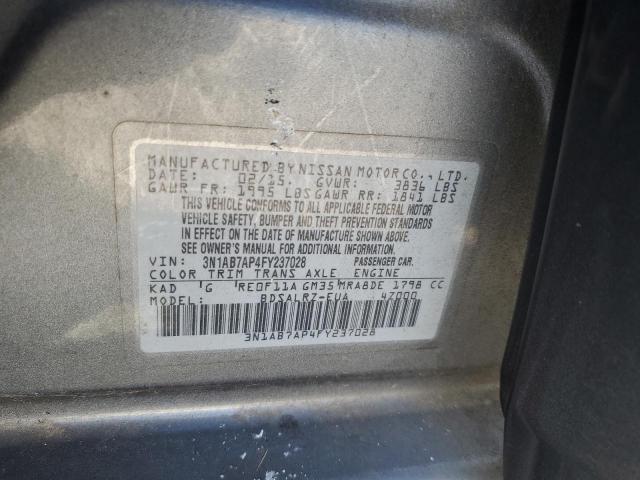 MANUFACTURED BY NISSAN MOTOR CO., LTD.
DATE: 02/15. GVWR: 3836 LBS
GAWR FR: 1995 LBS GAWR RR: 1841 LBS
THIS VEHICLE CONFORMS TO ALL APPLICABLE FEDERAL MOTOR
VEHICLE SAFETY, BUMPER AND THEFT PREVENTION STANDARDS
IN EFFECT ON THE DATE OF MANUFACTURE SHOWN ABOVE.
SEE OWNER'S MANUAL FOR ADDITIONAL INFORMATION.
VIN: 3N1AB7AP4FY237028 PASSENGER CAR.
COLOR TRIM TRANS AXLE ENGINE
KAD G RE0F11A GM35 MRA8DE 1798 CC
BDSALRZ-EUA 4Z000
3N1AB7AP4FY237028